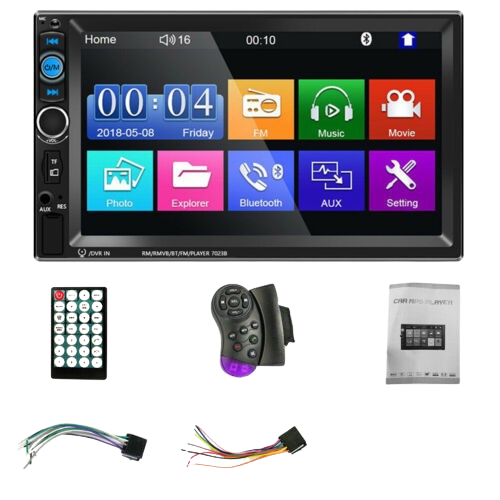 MIC
Home
16
00:10
O/M
00:04
2018-05-08
Friday
FM
Music
Movie
VOL
TF
Photo
Explorer
Bluetooth
AUX
Setting
AUX
RES
/DVR IN
RM/RMVB/BT/FM/PLAYER 7023B
CAR MP5 PLAYER